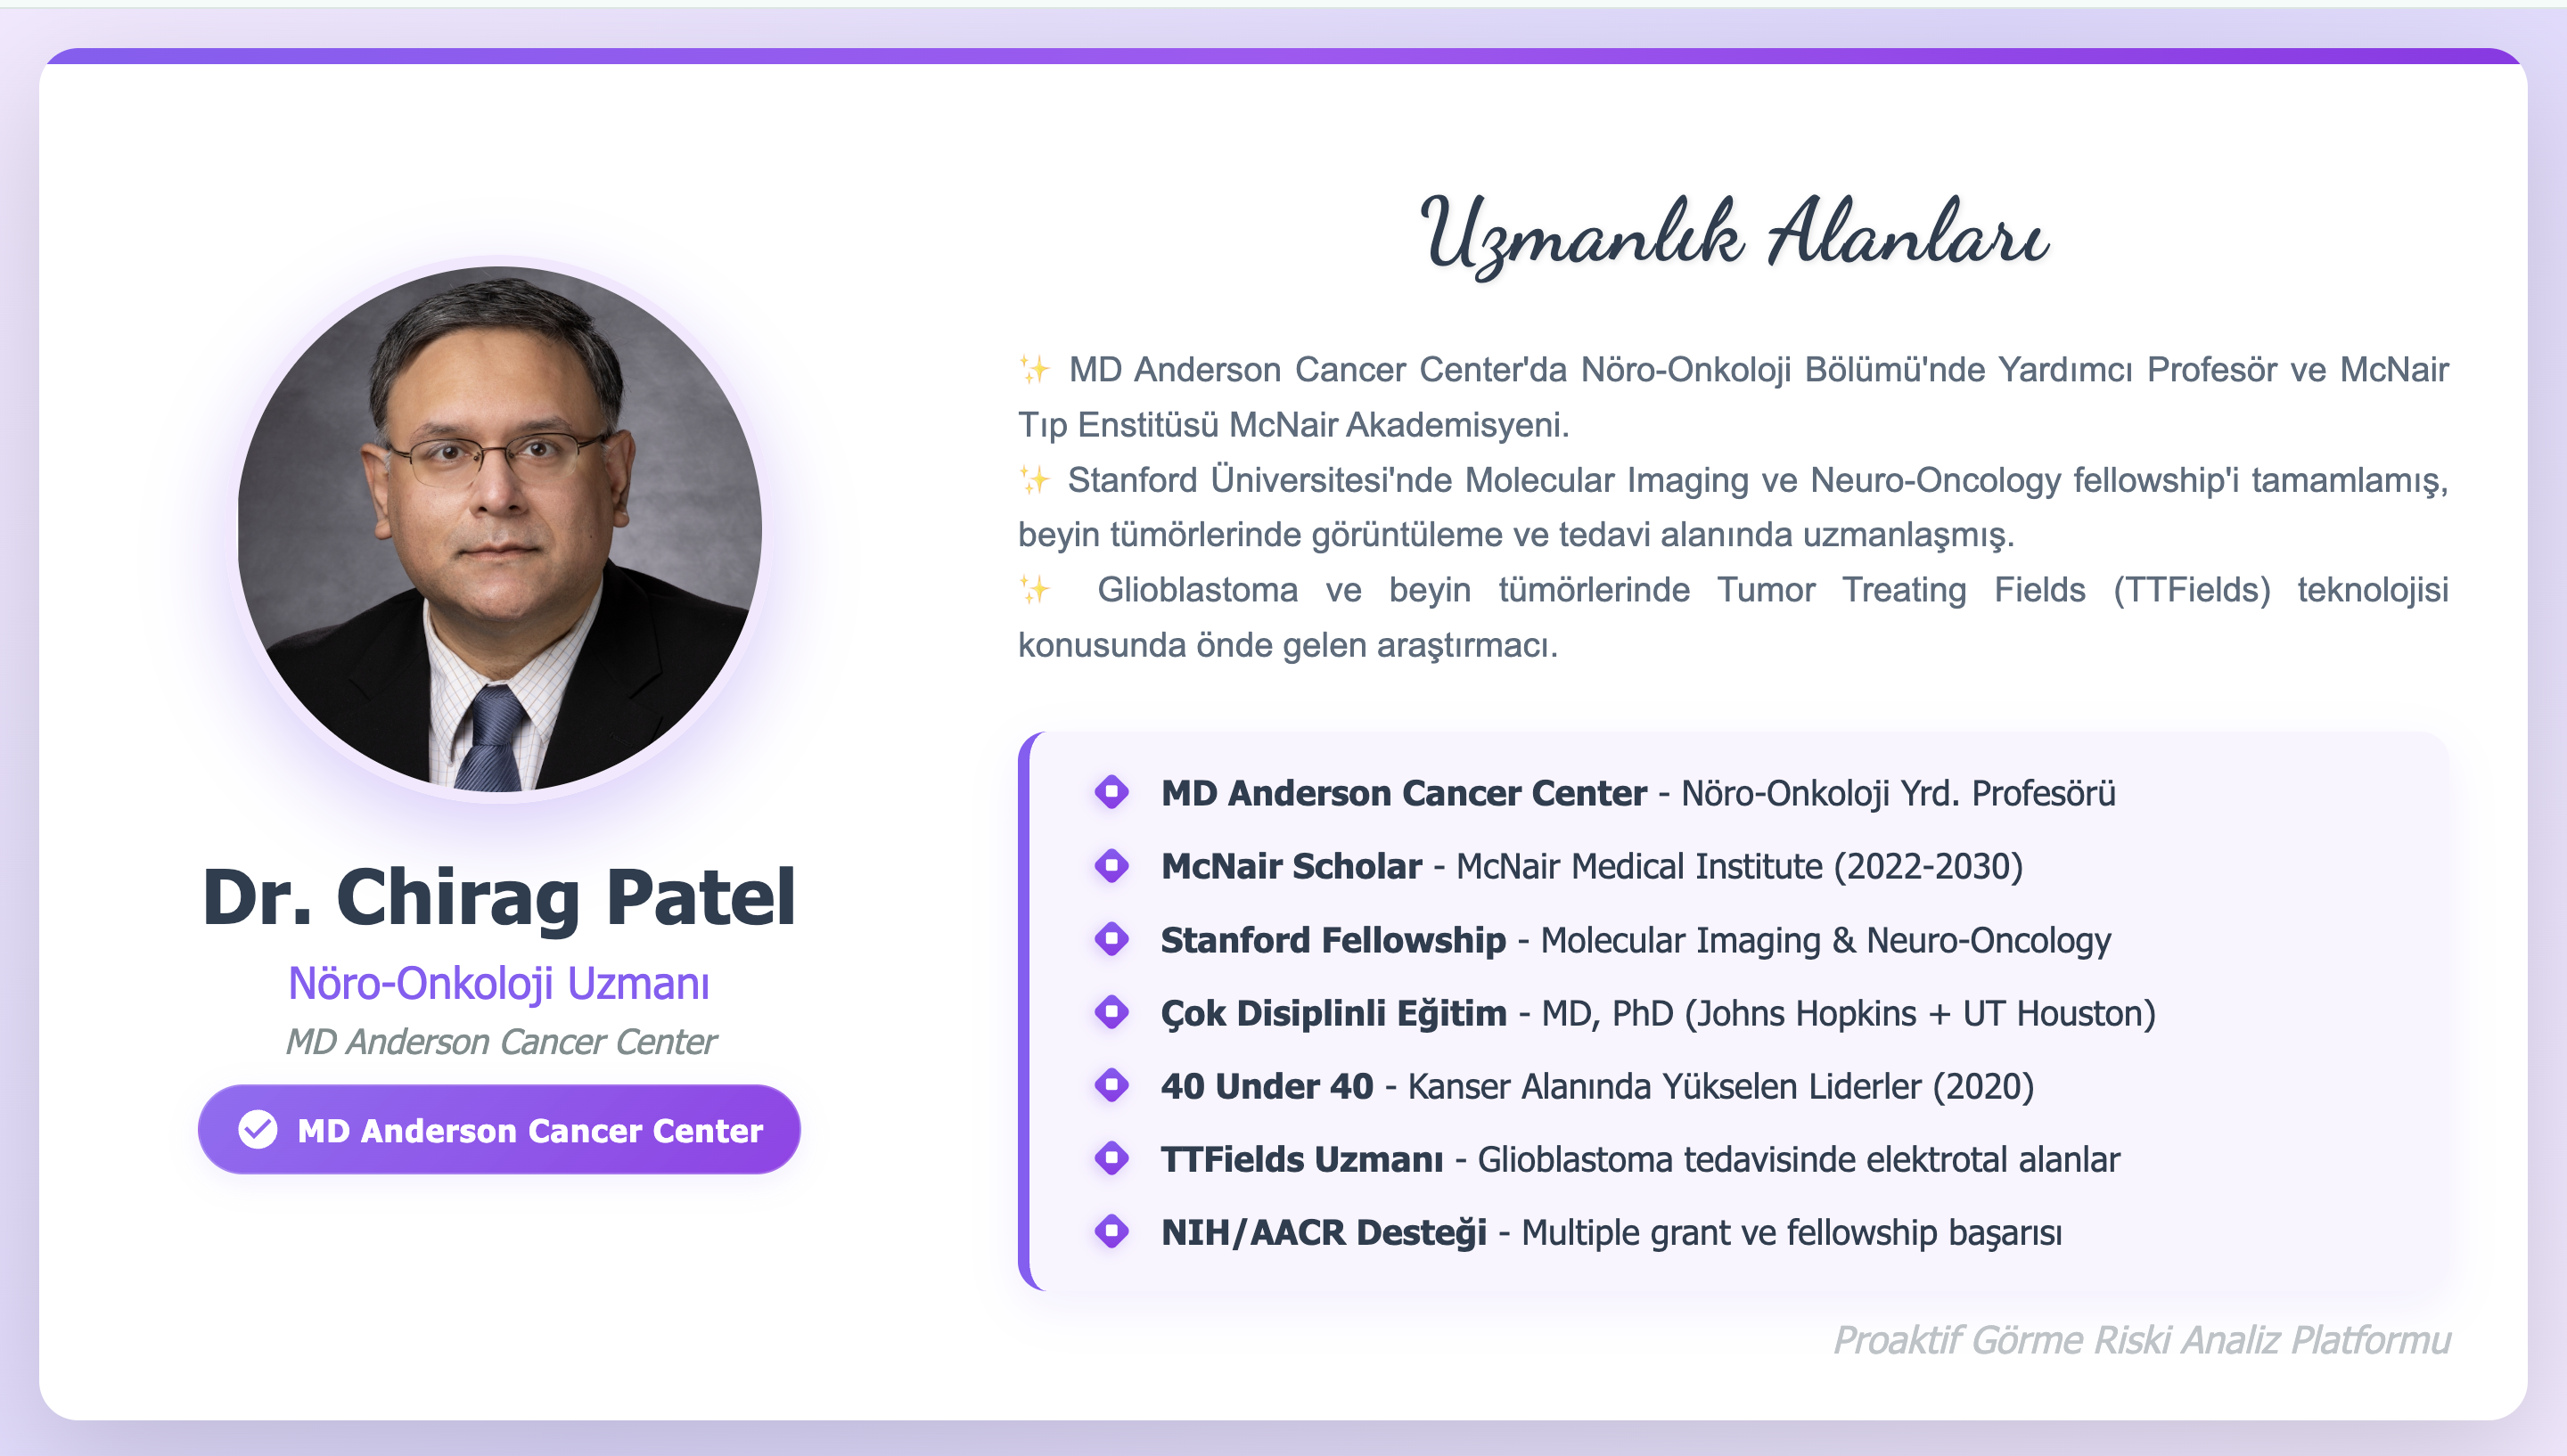 Dr. Chirag Patel
Nöro-Onkoloji Uzmanı
MD Anderson Cancer Center
MD Anderson Cancer Center
Uzmanlık Alanları
✨ MD Anderson Cancer Center'da Nöro-Onkoloji Bölümü'nde Yardımcı Profesör ve McNair
Tıp Enstitüsü McNair Akademisyeni.
✨ Stanford Üniversitesi'nde Molecular Imaging ve Neuro-Oncology fellowship'i tamamlamış,
beyin tümörlerinde görüntüleme ve tedavi alanında uzmanlaşmış.
✨ Glioblastoma ve beyin tümörlerinde Tumor Treating Fields (TTFields) teknolojisi
konusunda önde gelen araştırmacı.
MD Anderson Cancer Center - Nöro-Onkoloji Yrd. Profesörü
McNair Scholar - McNair Medical Institute (2022-2030)
Stanford Fellowship - Molecular Imaging & Neuro-Oncology
Çok Disiplinli Eğitim - MD, PhD (Johns Hopkins + UT Houston)
40 Under 40 - Kanser Alanında Yükselen Liderler (2020)
TTFields Uzmanı - Glioblastoma tedavisinde elektrotal alanlar
NIH/AACR Desteği - Multiple grant ve fellowship başarısı
Proaktif Görme Riski Analiz Platformu